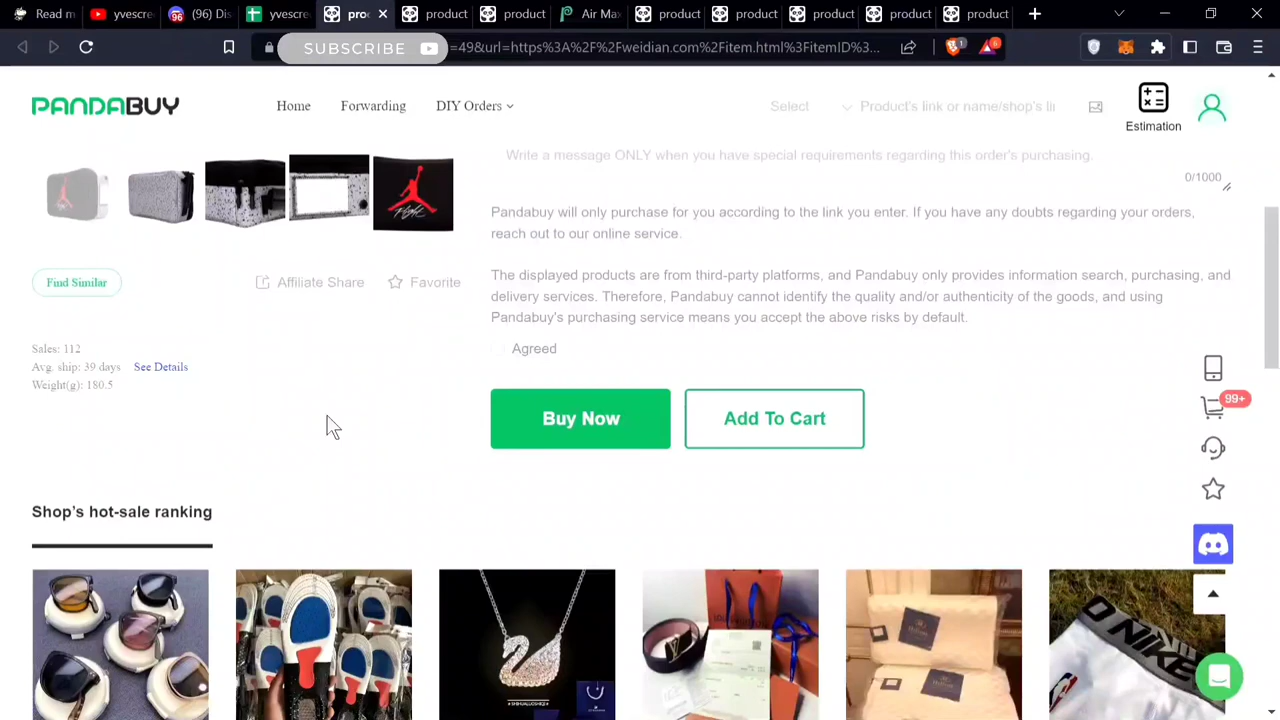 Read m
yvescre
(96) Dis
yvescre
pro
product
product
Air Ma
product
product
product
product
product
SUBSCRIBE
=49&url=https%3A%2F%2Fweidian.com%2Fitem.html%3FitemID%3...
1
6
PANDABUY
Home
Forwarding
DIY Orders
Select
Product's link or name/shop's li
Estimation
Write a message ONLY when you have special requirements regarding this order's purchasing.
0/1000
Flight
Pandabuy will only purchase for you according to the link you enter. If you have any doubts regarding your orders,
reach out to our online service.
Find Similar
Affiliate Share
Favorite
The displayed products are from third-party platforms, and Pandabuy only provides information search, purchasing, and
delivery services. Therefore, Pandabuy cannot identify the quality and/or authenticity of the goods, and using
Pandabuy's purchasing service means you accept the above risks by default.
Agreed
Sales: 112
Avg. ship: 39 days See Details
Weight(g): 180.5
99+
Buy Now
Add To Cart
Shop's hot-sale ranking